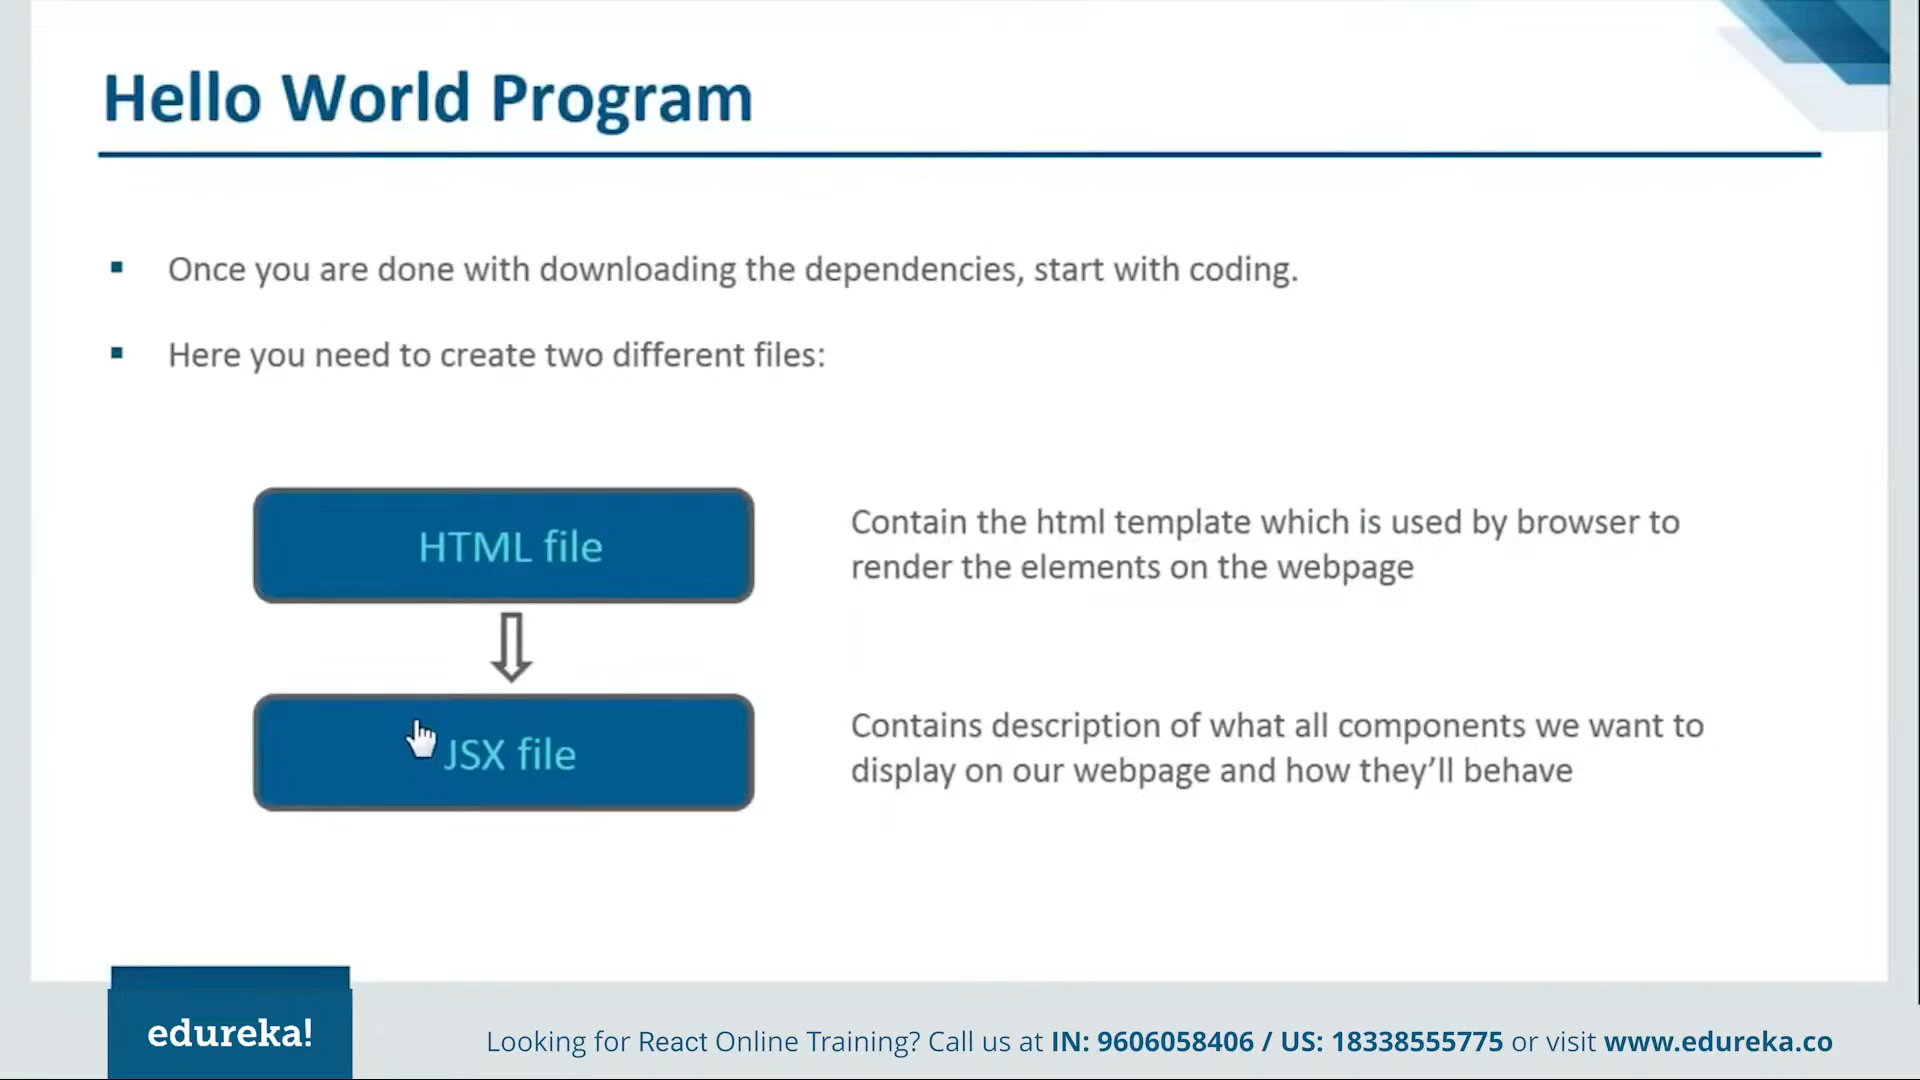 Hello World Program
Once you are done with downloading the dependencies, start with coding.
Here you need to create two different files:
HTML file
Contain the html template which is used by browser to
render the elements on the webpage
JSX file
Contains description of what all components we want to
display on our webpage and how they’ll behave
edureka!
Looking for React Online Training? Call us at IN: 9606058406 / US: 18338555775 or visit www.edureka.co